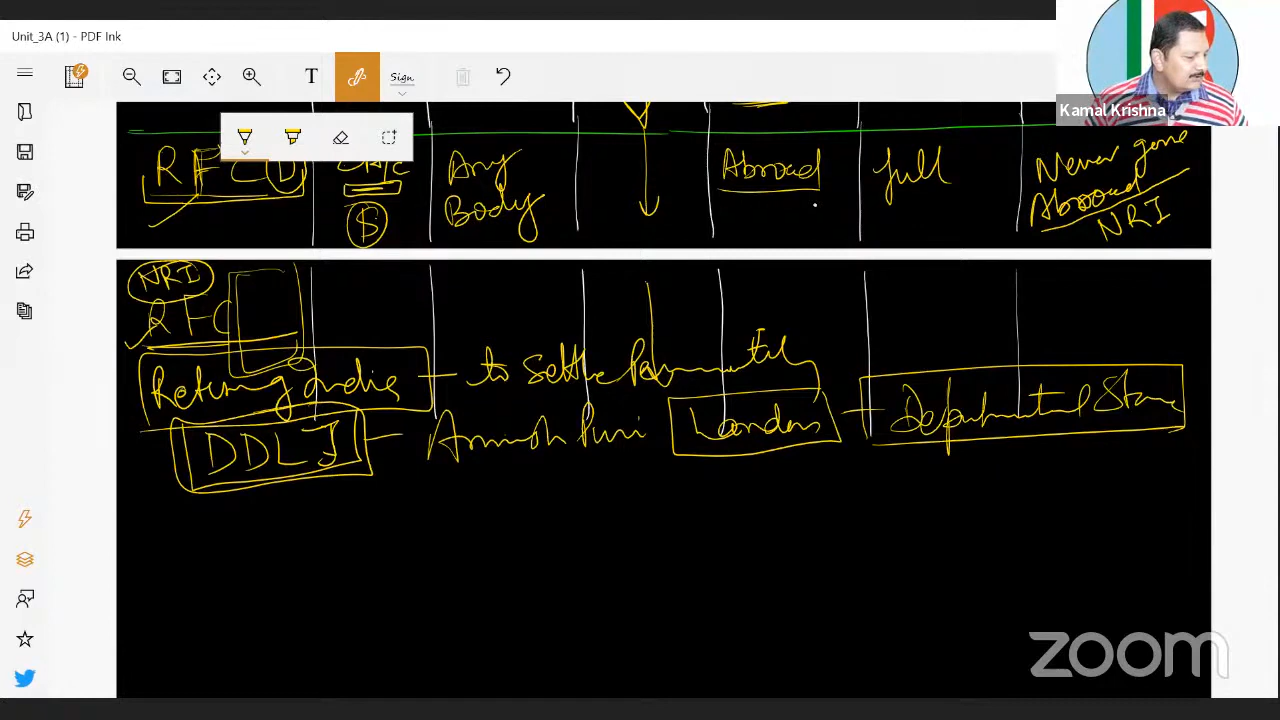 Unit_3A (1) - PDF Ink
T
Sign
Kamal Krishna
RFC D
$
Any Body
Abroad
full
Never gone Abroad NRI
NRI
RFC
Returning India - to Settle Permanently
DDLJ - Amrish Puri London - Departmental Store
zoom